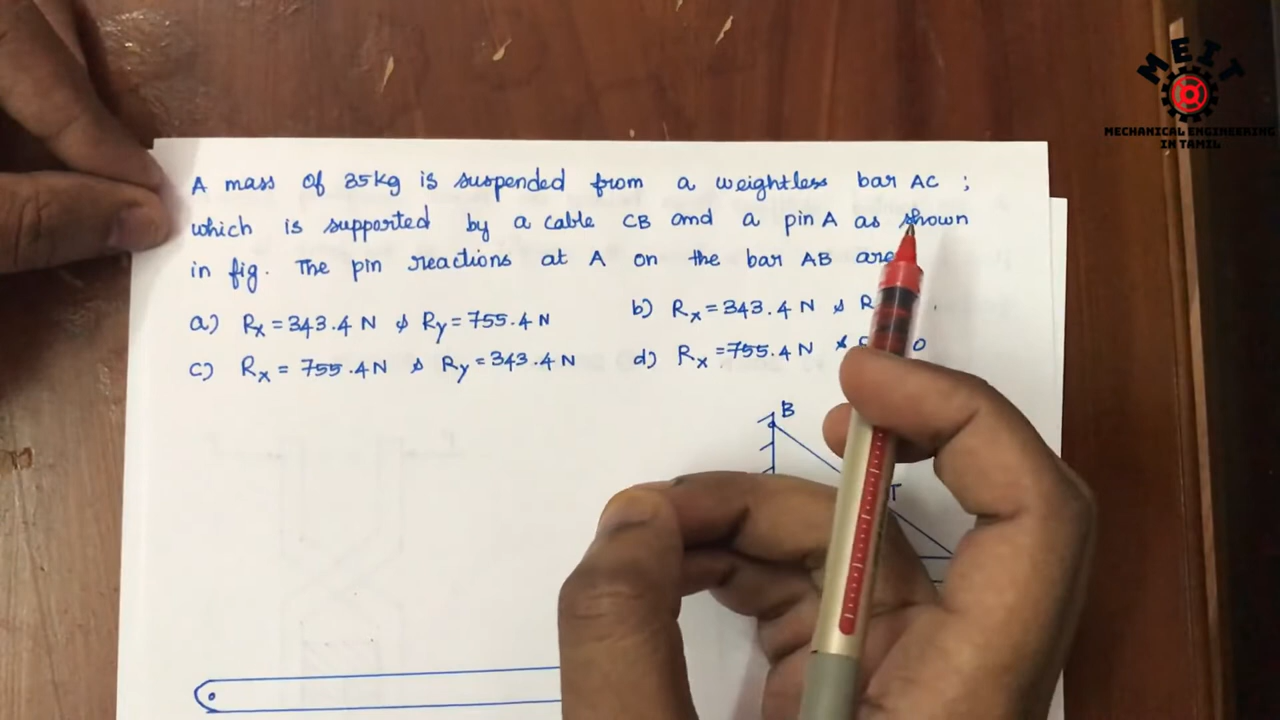 MEIT
MECHANICAL ENGINEERING
IN TAMIL
A mass of 35kg is suspended from a weightless bar AC ;
which is supported by a cable CB and a pin A as shown
in fig. The pin reactions at A on the bar AB are
a) Rx = 343.4 N & Ry = 755.4 N
b) Rx = 343.4 N & R
c) Rx = 755.4 N & Ry = 343.4 N
d) Rx = 755.4 N & 0
B
T